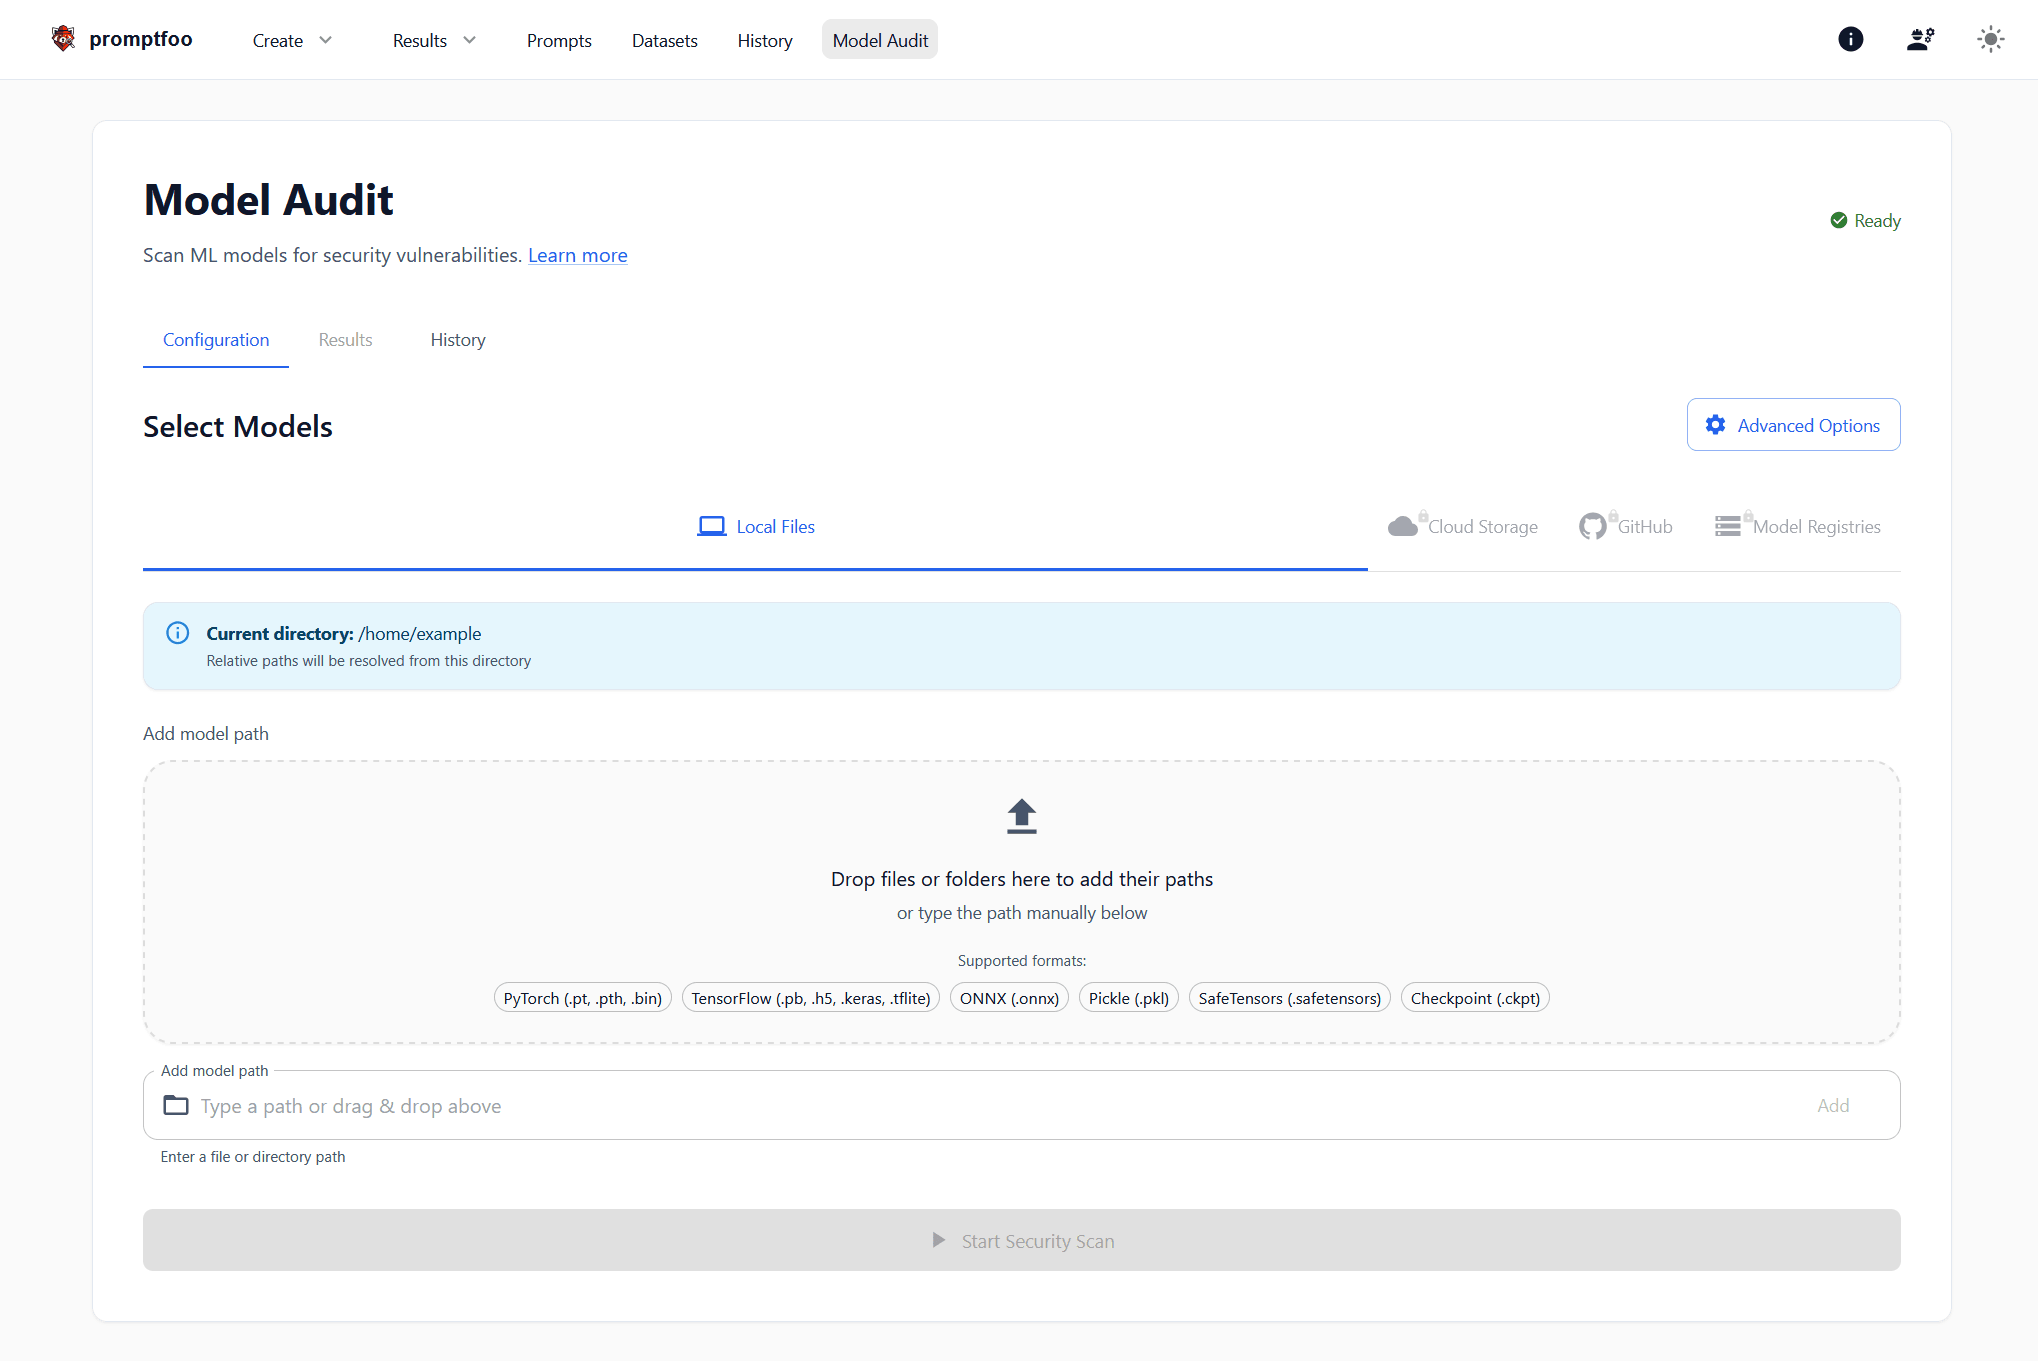 promptfoo
Create
Results
Prompts
Datasets
History
Model Audit
Model Audit
Ready
Scan ML models for security vulnerabilities. Learn more
Configuration
Results
History
Select Models
Advanced Options
Local Files
Cloud Storage
GitHub
Model Registries
Current directory: /home/example
Relative paths will be resolved from this directory
Add model path
Drop files or folders here to add their paths
or type the path manually below
Supported formats:
PyTorch (.pt, .pth, .bin)
TensorFlow (.pb, .h5, .keras, .tflite)
ONNX (.onnx)
Pickle (.pkl)
SafeTensors (.safetensors)
Checkpoint (.ckpt)
Add model path
Type a path or drag & drop above
Add
Enter a file or directory path
Start Security Scan